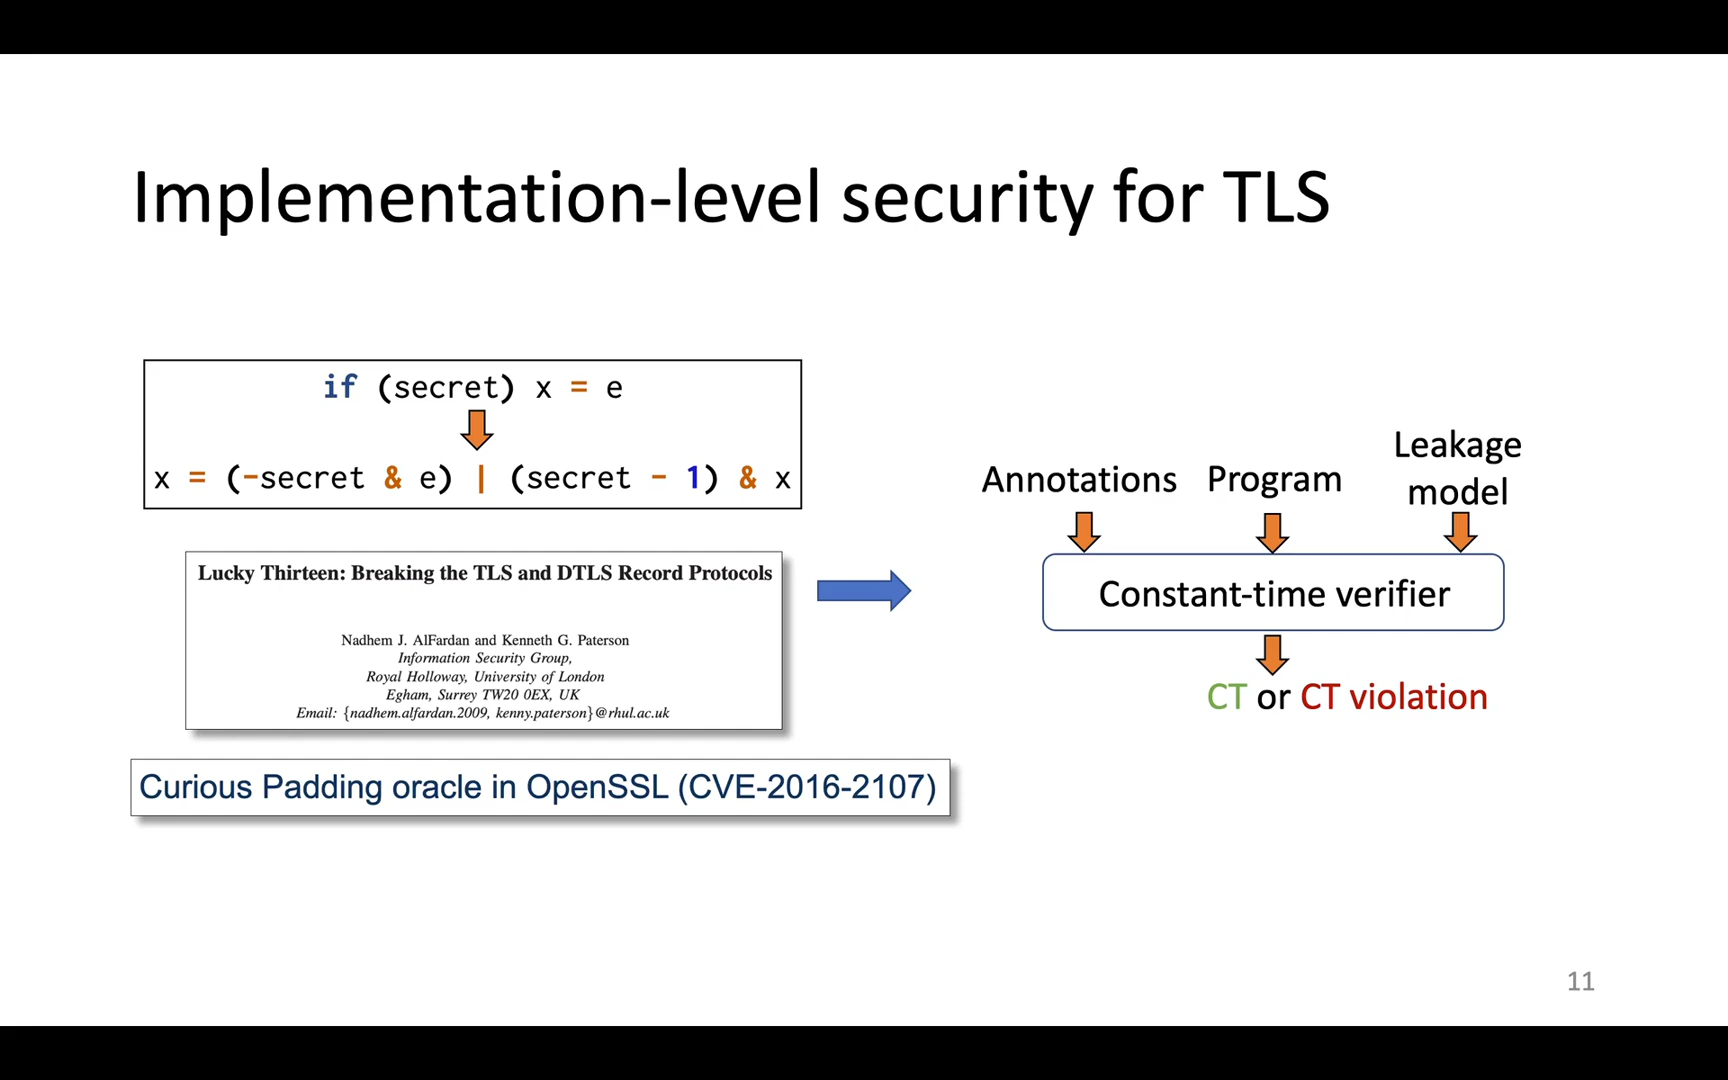 Implementation-level security for TLS
if (secret) x = e
x = (-secret & e) | (secret - 1) & x
Lucky Thirteen: Breaking the TLS and DTLS Record Protocols
Nadhem J. AlFardan and Kenneth G. Paterson
Information Security Group,
Royal Holloway, University of London
Egham, Surrey TW20 0EX, UK
Email: {nadhem.alfardan.2009, kenny.paterson}@rhul.ac.uk
Curious Padding oracle in OpenSSL (CVE-2016-2107)
Annotations
Program
Leakage
model
Constant-time verifier
CT or CT violation
11